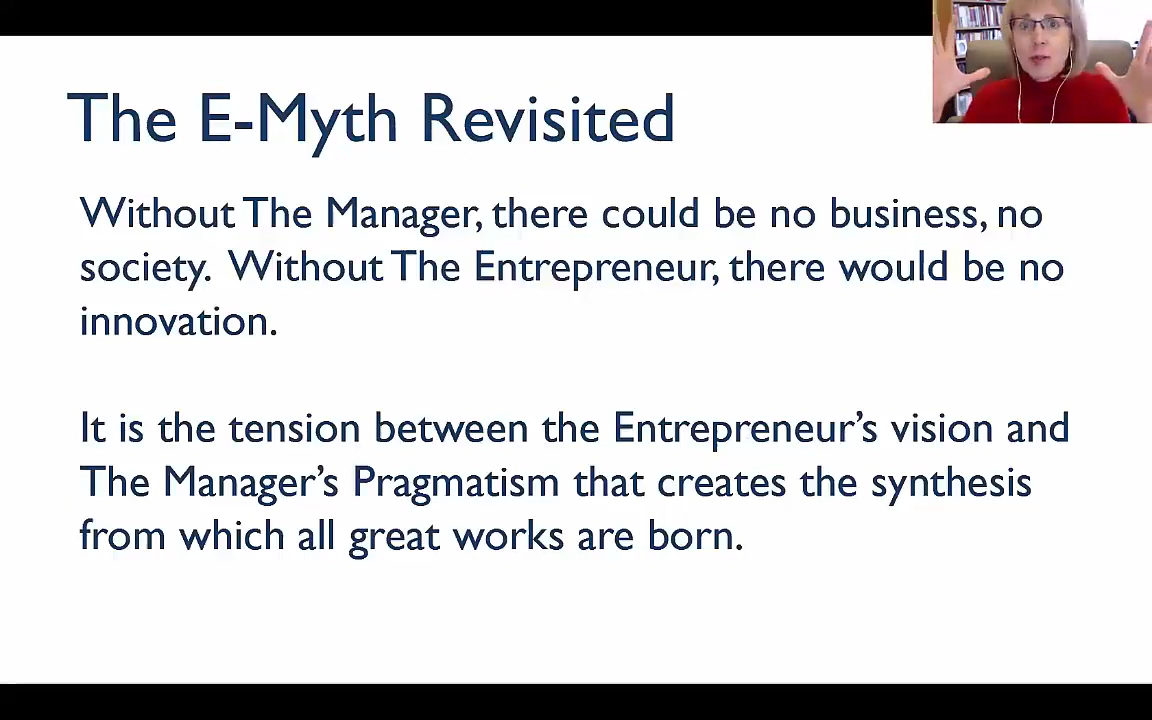 The E-Myth Revisited
Without The Manager, there could be no business, no
society. Without The Entrepreneur, there would be no
innovation.
It is the tension between the Entrepreneur’s vision and
The Manager’s Pragmatism that creates the synthesis
from which all great works are born.